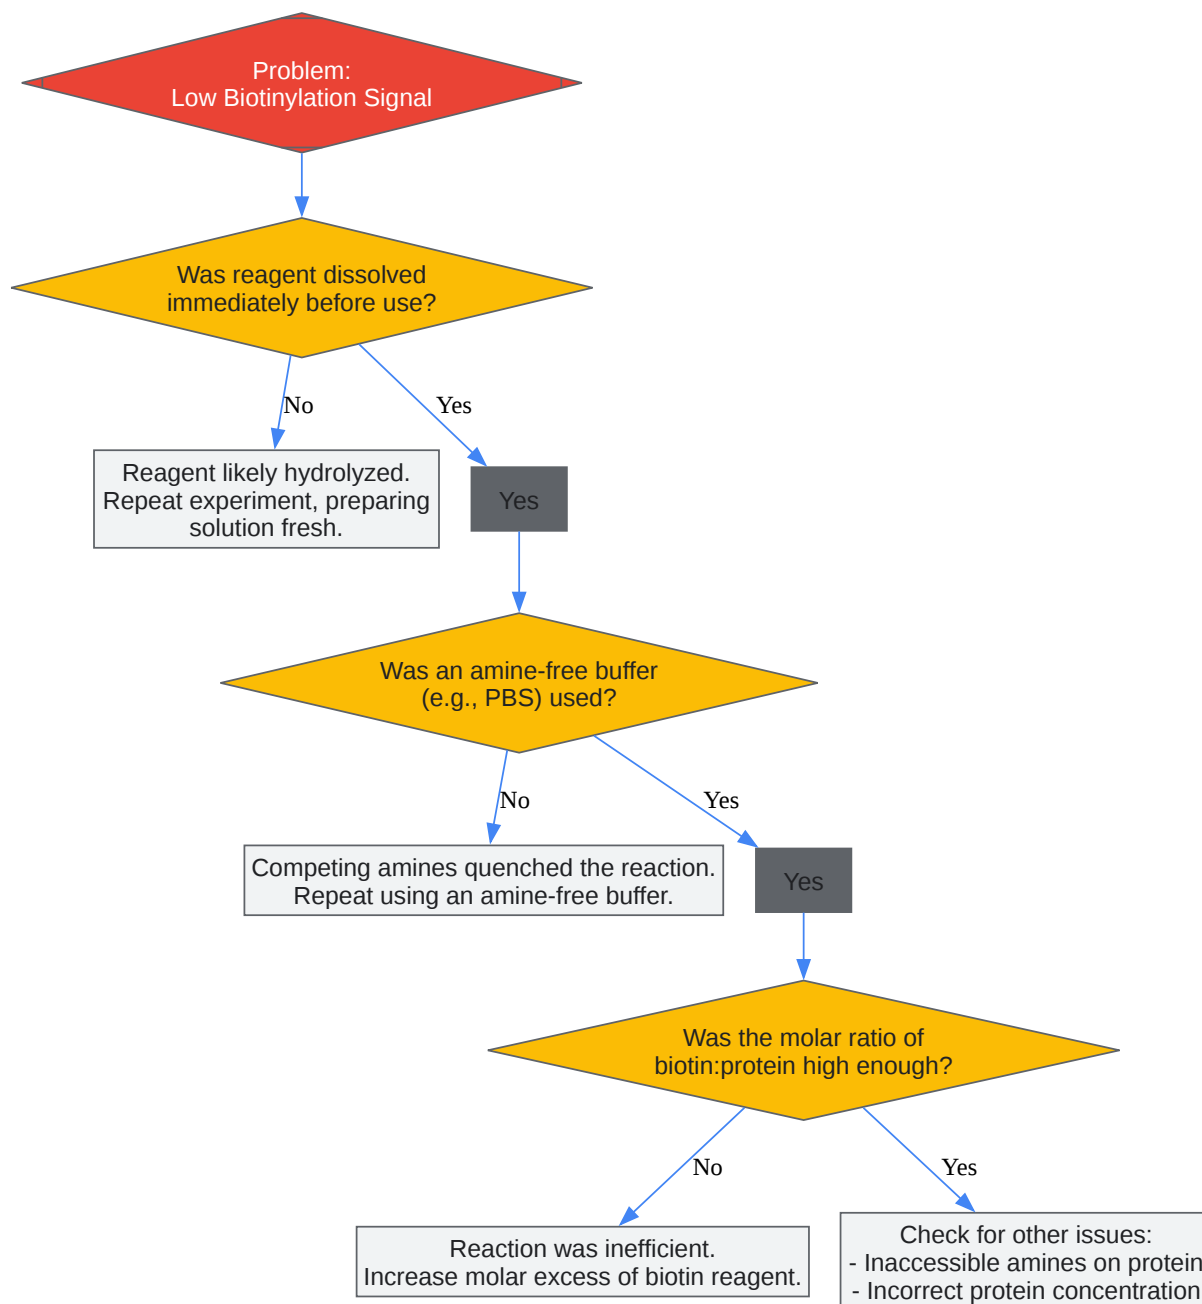 Problem:
Low Biotinylation Signal
Was reagent dissolved
immediately before use?
No
Yes
Reagent likely hydrolyzed.
Repeat experiment, preparing
solution fresh.
Yes
Was an amine-free buffer
(e.g., PBS) used?
No
Yes
Competing amines quenched the reaction.
Repeat using an amine-free buffer.
Yes
Was the molar ratio of
biotin:protein high enough?
No
Yes
Reaction was inefficient.
Increase molar excess of biotin reagent.
Check for other issues:
- Inaccessible amines on protein
- Incorrect protein concentration